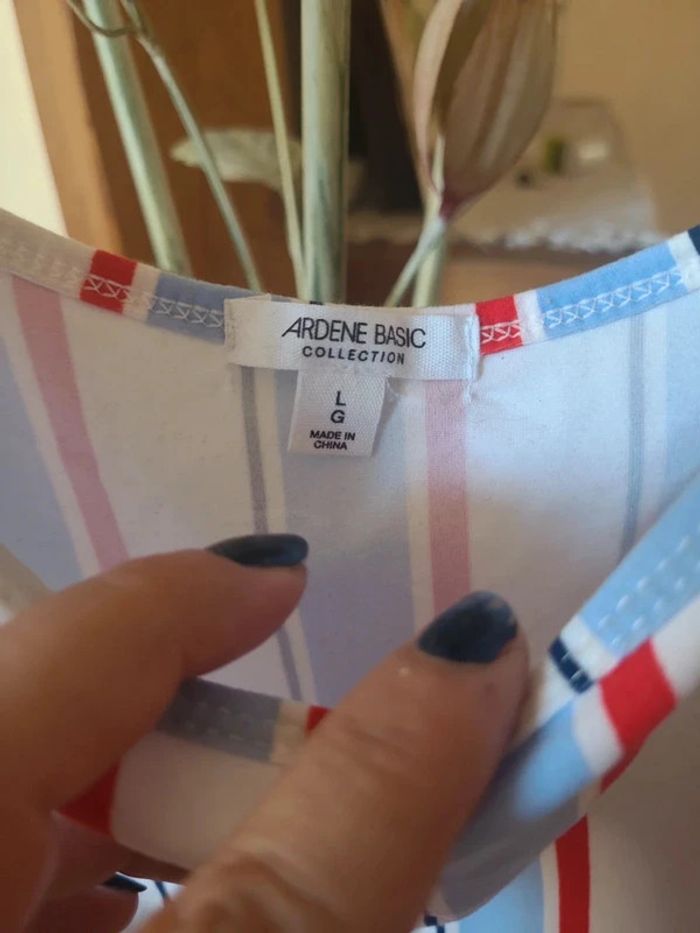 ARDENE BASIC
COLLECTION
L
G
MADE IN
CHINA